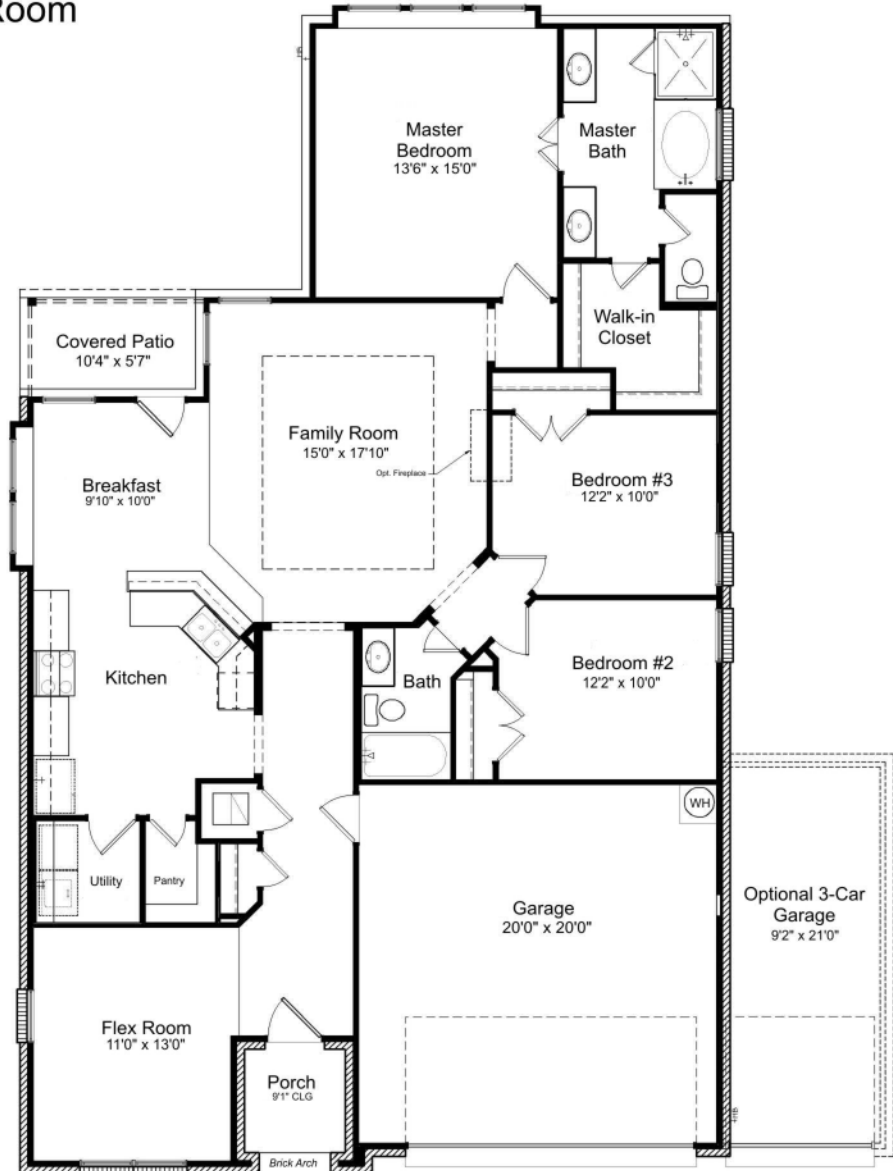 Room
Master
Bedroom
13'6" x 15'0"
Master
Bath
Walk-in
Closet
Covered Patio
10'4" x 5'7"
Family Room
15'0" x 17'10"
Opt. Fireplace
Breakfast
9'10" x 10'0"
Bedroom #3
12'2" x 10'0"
Kitchen
Bath
Bedroom #2
12'2" x 10'0"
WH
Utility
Pantry
Garage
20'0" x 20'0"
Optional 3-Car
Garage
9'2" x 21'0"
Flex Room
11'0" x 13'0"
Porch
9'1" CLG
Brick Arch